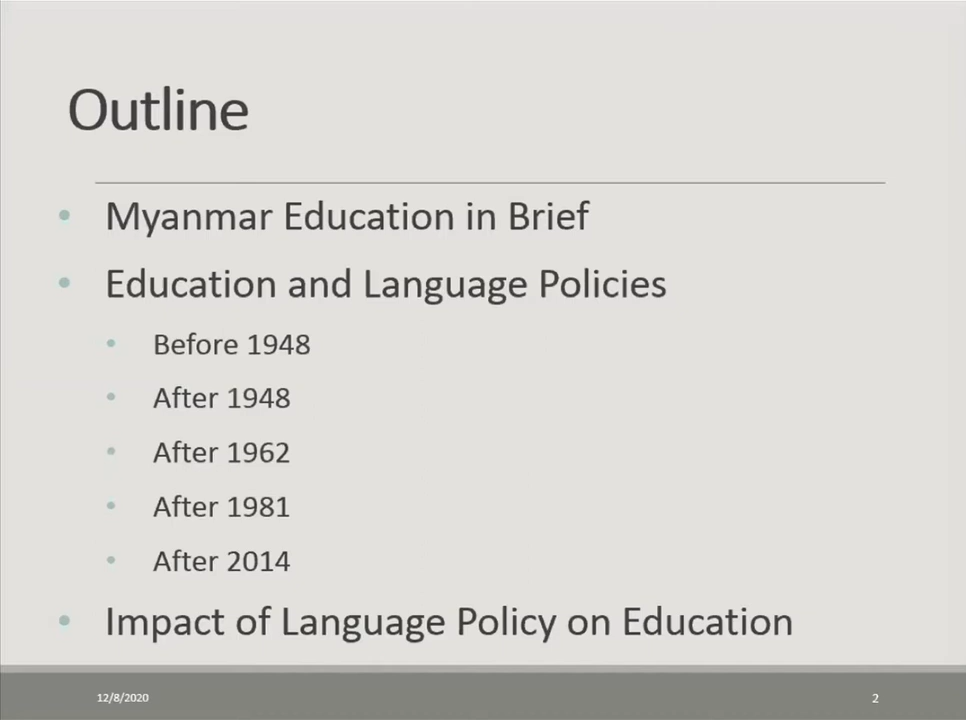 Outline
• Myanmar Education in Brief
• Education and Language Policies
• Before 1948
• After 1948
• After 1962
• After 1981
• After 2014
• Impact of Language Policy on Education
12/8/2020
2